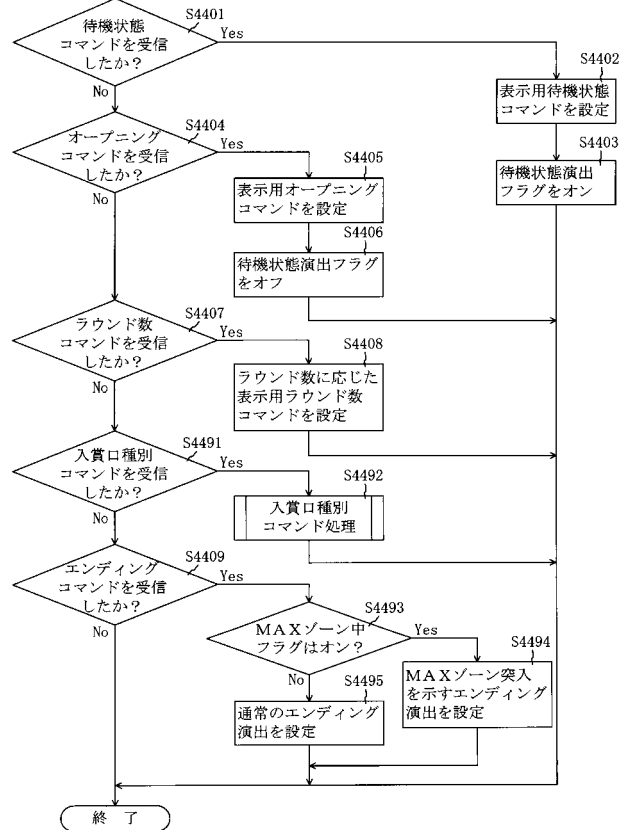 S4401
待機状態
コマンドを受信
したか？
Yes
No
S4402
表示用待機状態
コマンドを設定
S4403
待機状態演出
フラグをオン
S4404
オープニング
コマンドを受信
したか？
Yes
No
S4405
表示用オープニング
コマンドを設定
S4406
待機状態演出フラグ
をオフ
S4407
ラウンド数
コマンドを受信
したか？
Yes
No
S4408
ラウンド数に応じた
表示用ラウンド数
コマンドを設定
S4491
入賞口種別
コマンドを受信
したか？
Yes
No
S4492
入賞口種別
コマンド処理
S4409
エンディング
コマンドを受信
したか？
Yes
No
S4493
ＭＡＸゾーン中
フラグはオン？
Yes
No
S4494
ＭＡＸゾーン突入
を示すエンディング
演出を設定
S4495
通常のエンディング
演出を設定
終 了